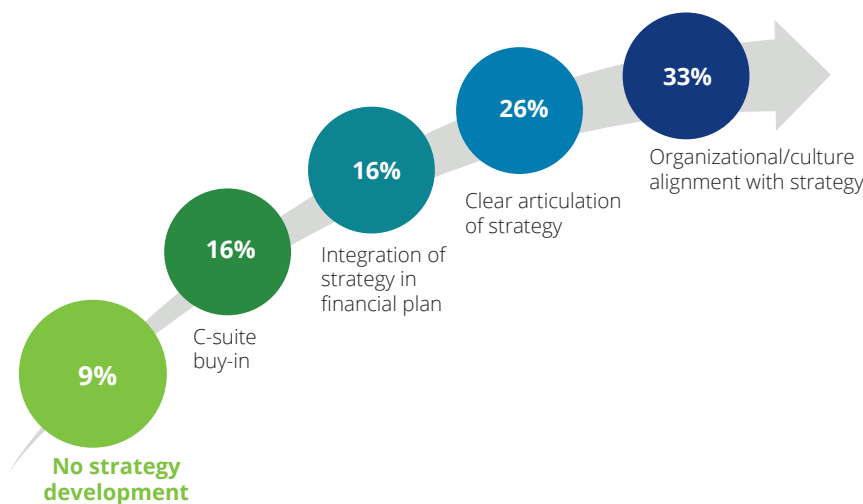 9%
No strategy
development
16%
C-suite
buy-in
16%
Integration of
strategy in
financial plan
26%
Clear articulation
of strategy
33%
Organizational/culture
alignment with strategy